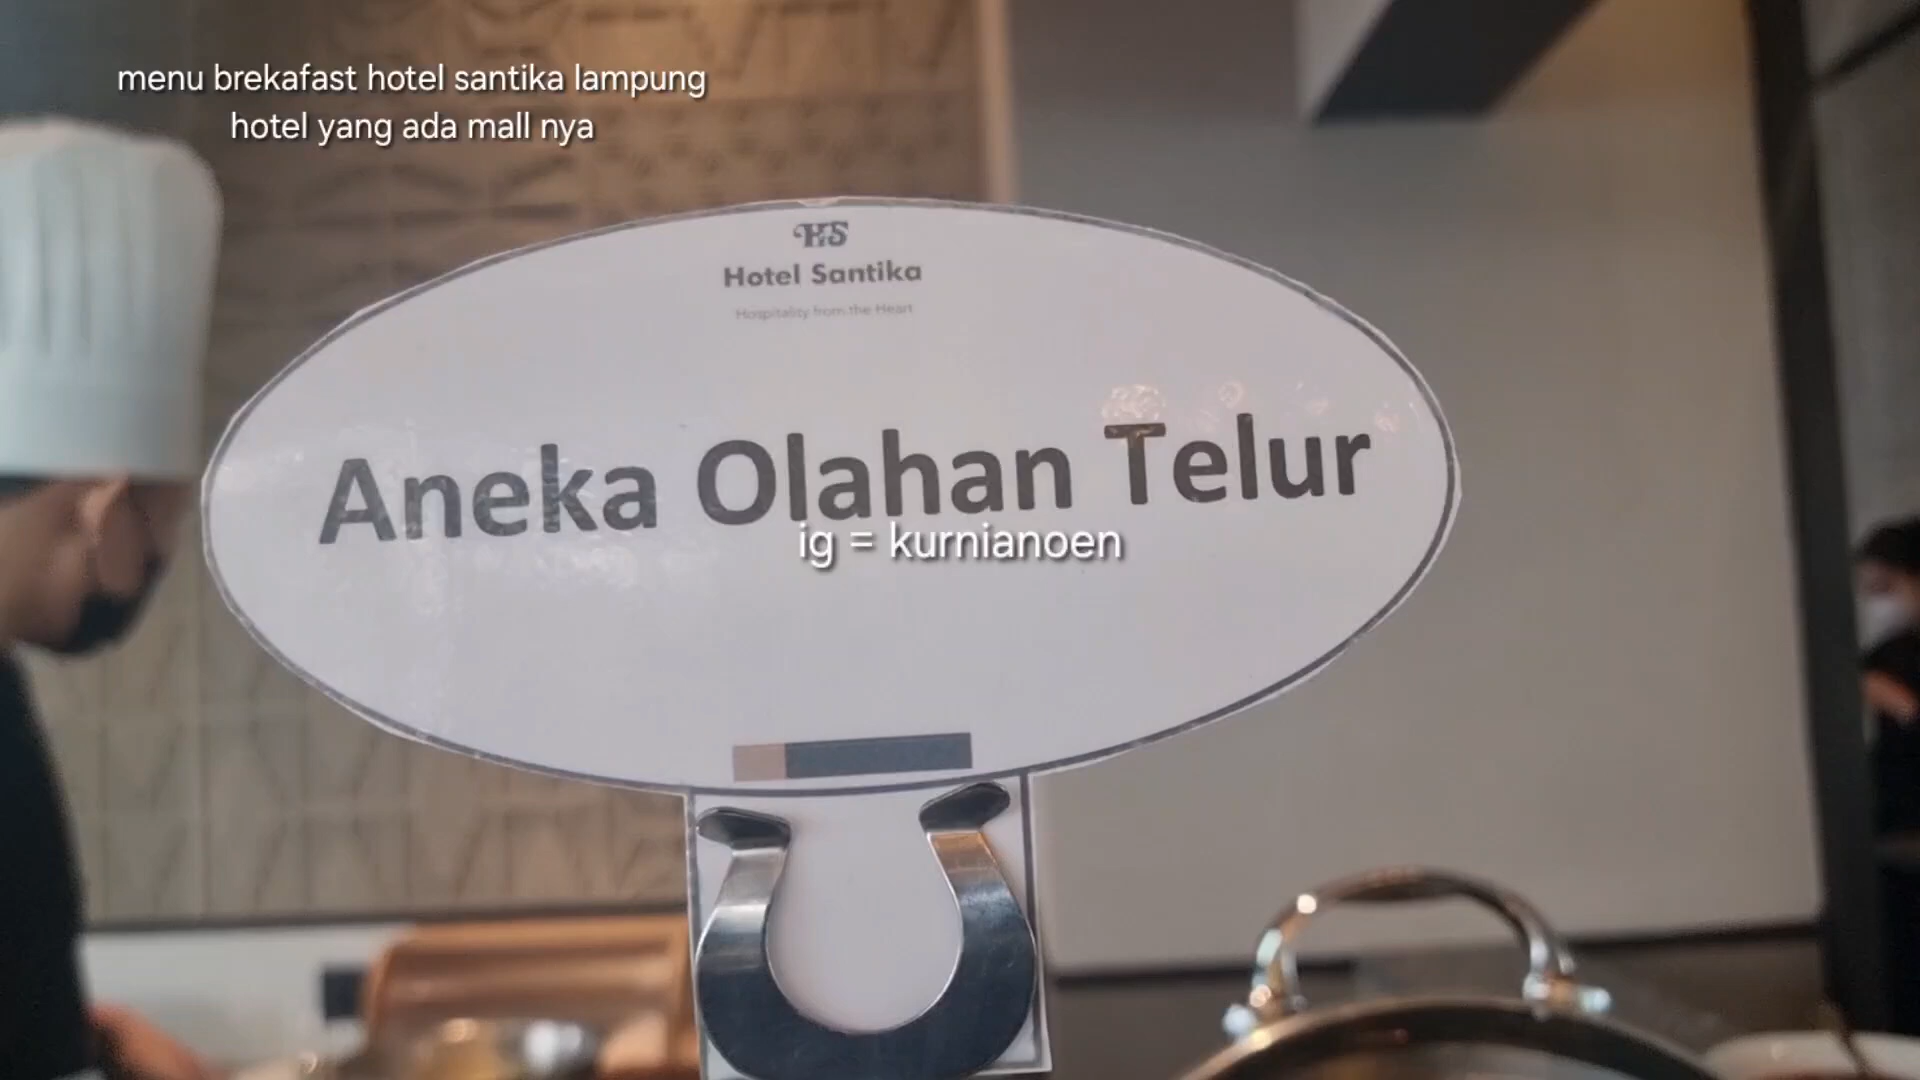 menu brekafast hotel santika lampung
hotel yang ada mall nya
HS
Hotel Santika
Hospitality from the Heart
Aneka Olahan Telur
ig = kurnianoen